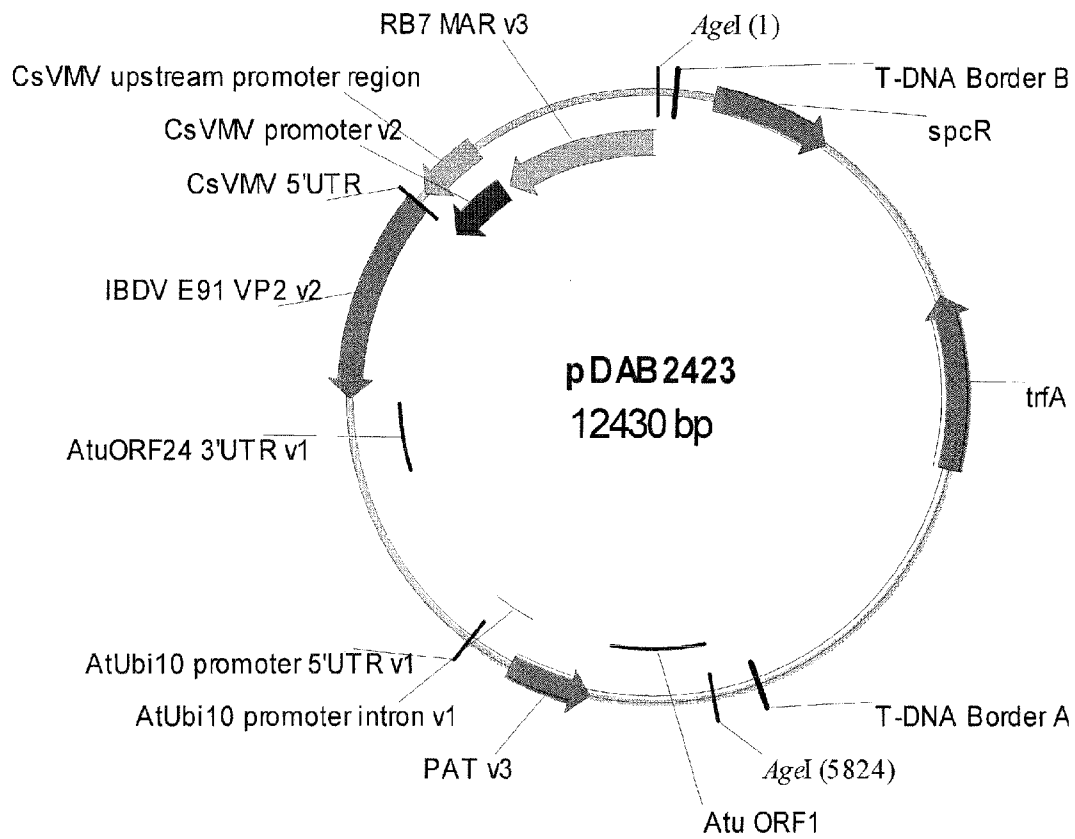 RB7 MAR v3
AgeI (1)
CsVMV upstream promoter region
T-DNA Border B
CsVMV promoter v2
spcR
CsVMV 5'UTR
IBDV E91 VP2 v2
pDAB2423
12430 bp
trfA
AtuORF24 3'UTR v1
AtUbi10 promoter 5'UTR v1
AtUbi10 promoter intron v1
T-DNA Border A
PAT v3
AgeI (5824)
Atu ORF1